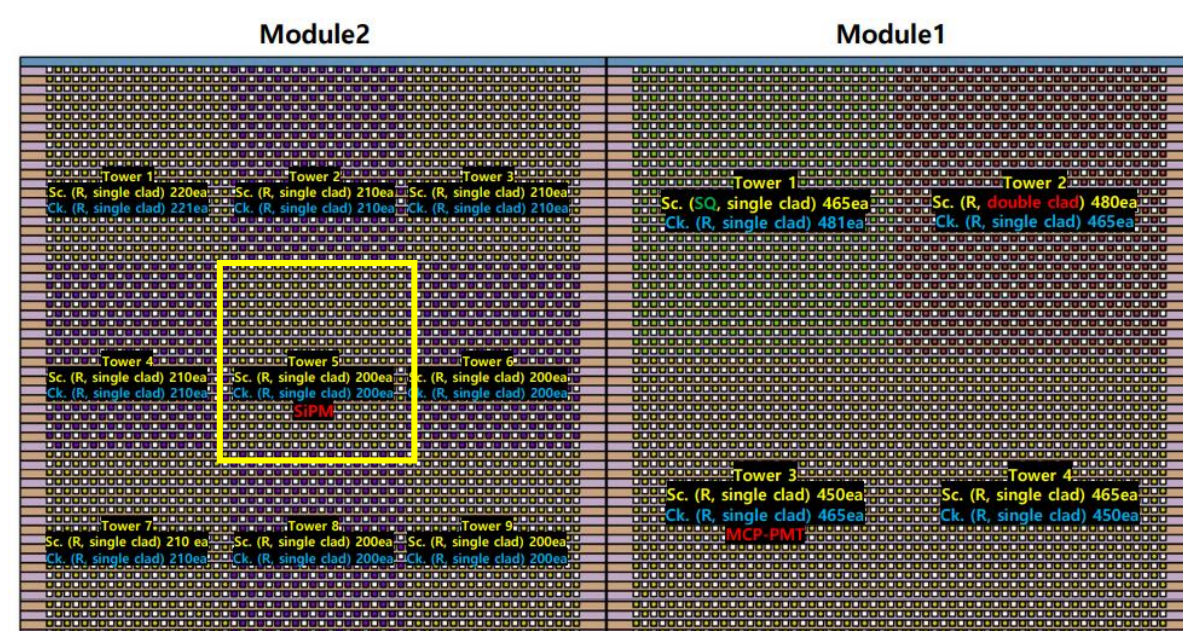 Module2
Module1
Tower 1
Sc. (R, single clad) 220ea
Ck. (R, single clad) 221ea
Tower 2
Sc. (R, single clad) 210ea
Ck. (R, single clad) 210ea
Tower 3
Sc. (R, single clad) 210ea
Ck. (R, single clad) 210ea
Tower 1
Sc. (SQ, single clad) 465ea
Ck. (R, single clad) 481ea
Tower 2
Sc. (R, double clad) 480ea
Ck. (R, single clad) 465ea
Tower 4
Sc. (R, single clad) 210ea
Ck. (R, single clad) 210ea
Tower 5
Sc. (R, single clad) 200ea
Ck. (R, single clad) 200ea
SiPM
Tower 6
Sc. (R, single clad) 200ea
Ck. (R, single clad) 200ea
Tower 3
Sc. (R, single clad) 450ea
Ck. (R, single clad) 465ea
MCP-PMT
Tower 4
Sc. (R, single clad) 465ea
Ck. (R, single clad) 450ea
Tower 7
Sc. (R, single clad) 210 ea
Ck. (R, single clad) 210ea
Tower 8
Sc. (R, single clad) 200ea
Ck. (R, single clad) 200ea
Tower 9
Sc. (R, single clad) 200ea
Ck. (R, single clad) 200ea